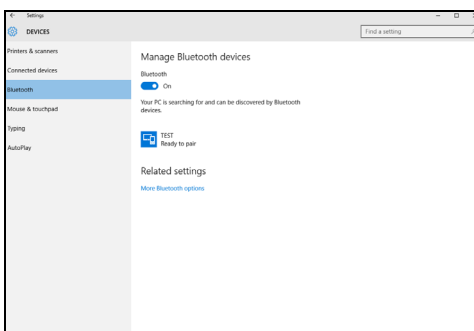 Settings
DEVICES
Find a setting
Printers & scanners
Connected devices
Bluetooth
Mouse & touchpad
Typing
AutoPlay
Manage Bluetooth devices
Bluetooth
On
Your PC is searching for and can be discovered by Bluetooth
devices.
TEST
Ready to pair
Related settings
More Bluetooth options